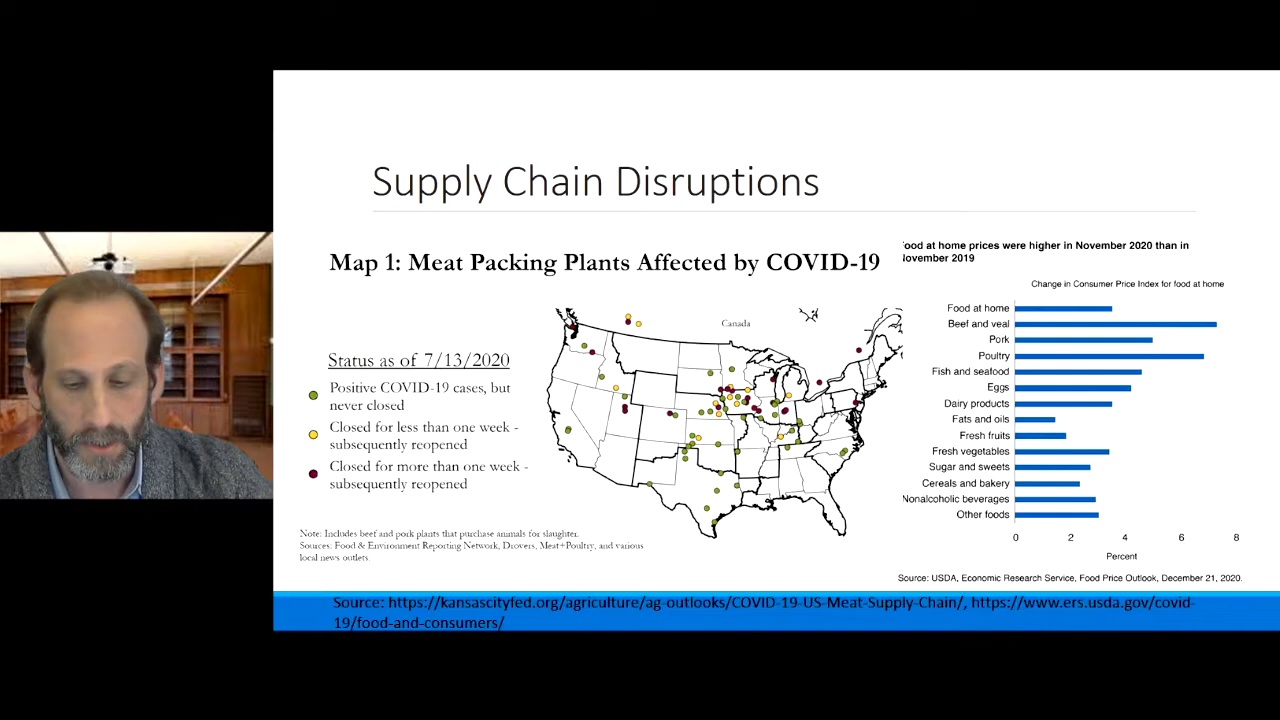 Supply Chain Disruptions
Map 1: Meat Packing Plants Affected by COVID-19
Status as of 7/13/2020
Positive COVID-19 cases, but
never closed
Closed for less than one week -
subsequently reopened
Closed for more than one week -
subsequently reopened
Canada
Note: Includes beef and pork plants that purchase animals for slaughter.
Sources: Food & Environment Reporting Network, Drovers, Meat+Poultry, and various
local news outlets.
ood at home prices were higher in November 2020 than in
lovember 2019
Change in Consumer Price Index for food at home
Food at home
Beef and veal
Pork
Poultry
Fish and seafood
Eggs
Dairy products
Fats and oils
Fresh fruits
Fresh vegetables
Sugar and sweets
Cereals and bakery
Nonalcoholic beverages
Other foods
0 2 4 6 8
Percent
Source: USDA, Economic Research Service, Food Price Outlook, December 21, 2020.
Source: https://kansascityfed.org/agriculture/ag-outlooks/COVID-19-US-Meat-Supply-Chain/, https://www.ers.usda.gov/covid-
19/food-and-consumers/